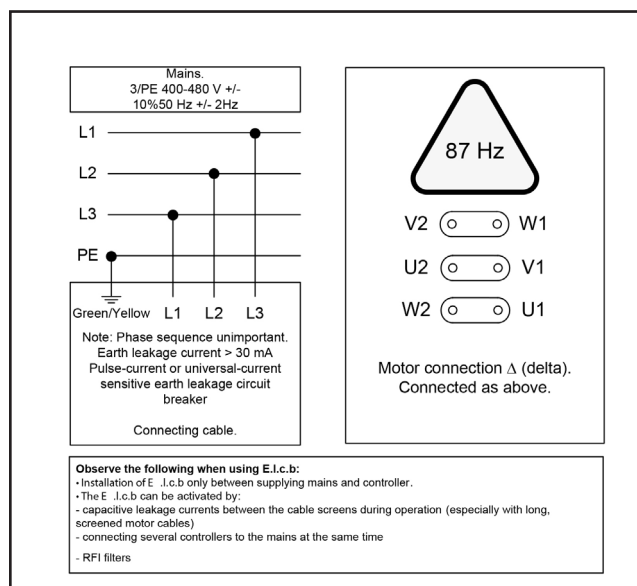 Mains.
3/PE 400-480 V +/-
10%50 Hz +/- 2Hz
L1
L2
L3
PE
Green/Yellow L1 L2 L3
Note: Phase sequence unimportant.
Earth leakage current > 30 mA
Pulse-current or universal-current
sensitive earth leakage circuit
breaker
Connecting cable.
87 Hz
V2 W1
U2 V1
W2 U1
Motor connection Δ (delta).
Connected as above.
Observe the following when using E.l.c.b:
• Installation of E .l.c.b only between supplying mains and controller.
• The E .l.c.b can be activated by:
- capacitive leakage currents between the cable screens during operation (especially with long,
screened motor cables)
- connecting several controllers to the mains at the same time
- RFI filters